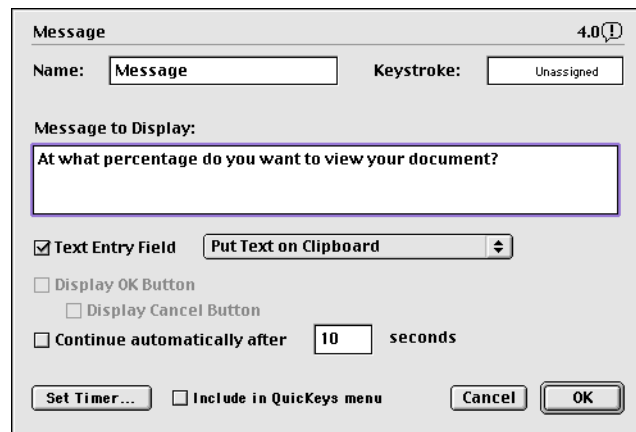 Message 4.0
Name: Message Keystroke: Unassigned
Message to Display:
At what percentage do you want to view your document?
Text Entry Field Put Text on Clipboard
Display OK Button
Display Cancel Button
Continue automatically after 10 seconds
Set Timer... Include in QuicKeys menu Cancel OK